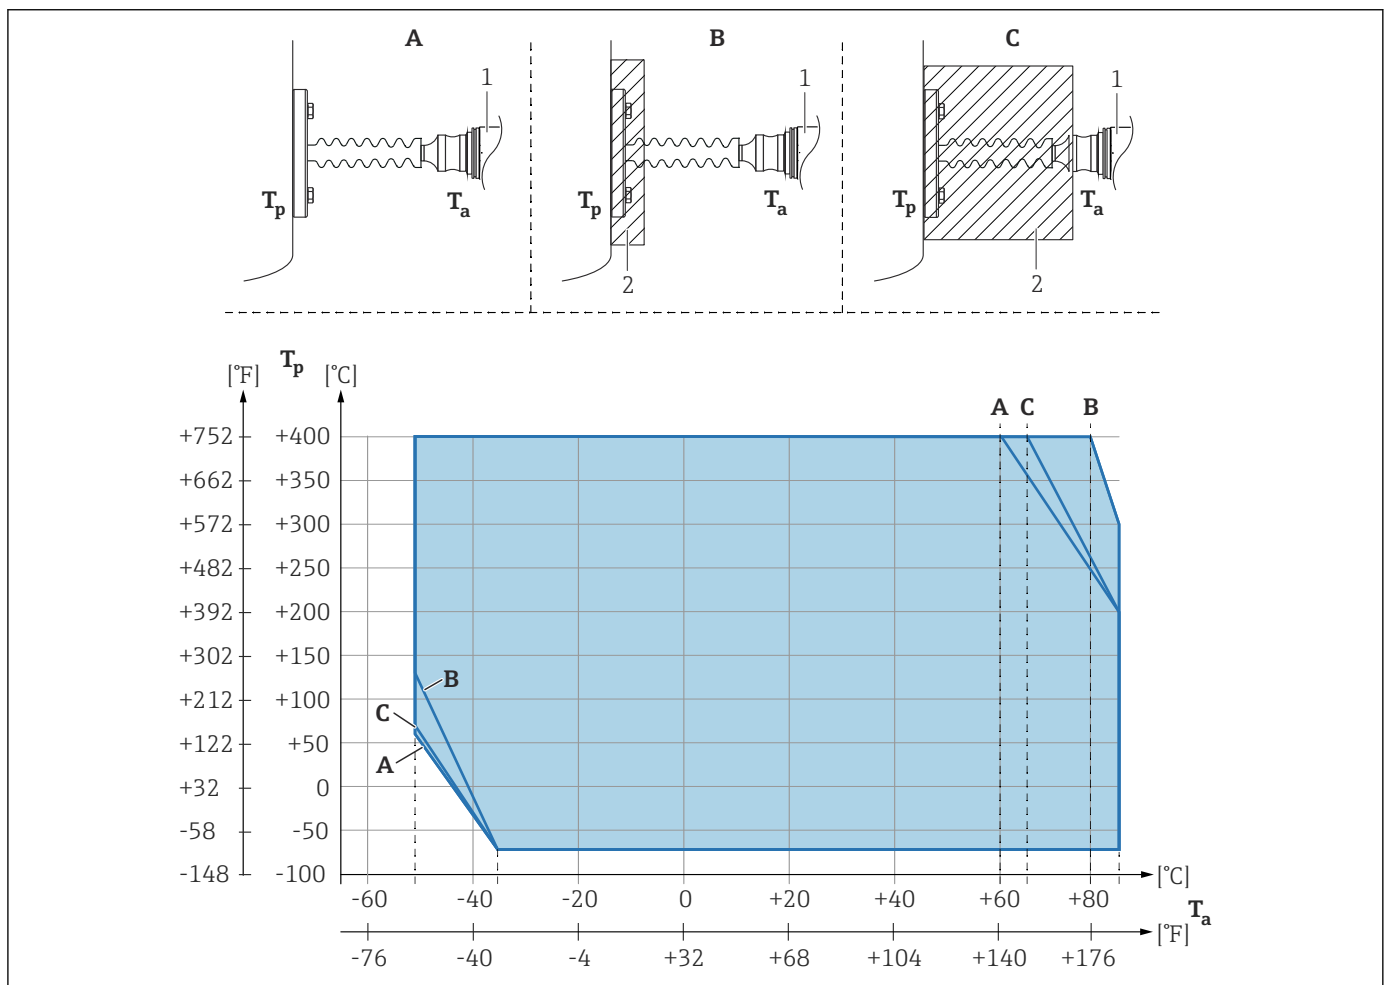 A B C
1 1 1
Tp Ta Tp Ta Tp Ta
2 2
Tp
[°F] [°C]
A C B
+752 +400
+662 +350
+572 +300
+482 +250
+392 +200
+302 +150
+212 +100
B
C
+122 +50
A
+32 0
-58 -50
-148 -100
[°C]
-60 -40 -20 0 +20 +40 +60 +80
Ta
[°F]
-76 -40 -4 +32 +68 +104 +140 +176